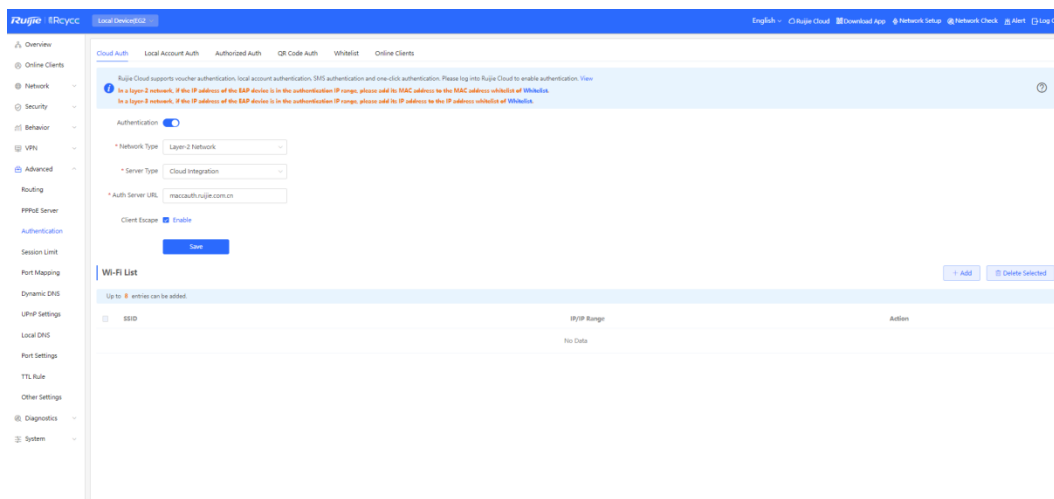 Ruijie Rcycc Local Device(EG2 English Ruijie Cloud Download App Network Setup Network Check Alert Log O
Overview
Online Clients
Network
Security
Behavior
VPN
Advanced
Routing
PPPoE Server
Authentication
Session Limit
Port Mapping
Dynamic DNS
UPnP Settings
Local DNS
Port Settings
TTL Rule
Other Settings
Diagnostics
System
Cloud Auth Local Account Auth Authorized Auth QR Code Auth Whitelist Online Clients
Ruijie Cloud supports voucher authentication, local account authentication, SMS authentication and one-click authentication. Please log into Ruijie Cloud to enable authentication. View
In a layer-2 network, if the IP address of the EAP device is in the authentication IP range, please add its MAC address to the MAC address whitelist of Whitelist.
In a layer-3 network, if the IP address of the EAP device is in the authentication IP range, please add its IP address to the IP address whitelist of Whitelist.
Authentication
* Network Type Layer-2 Network
* Server Type Cloud Integration
* Auth Server URL maccauth.ruijie.com.cn
Client Escape Enable
Save
Wi-Fi List + Add Delete Selected
Up to 8 entries can be added.
SSID IP/IP Range Action
No Data